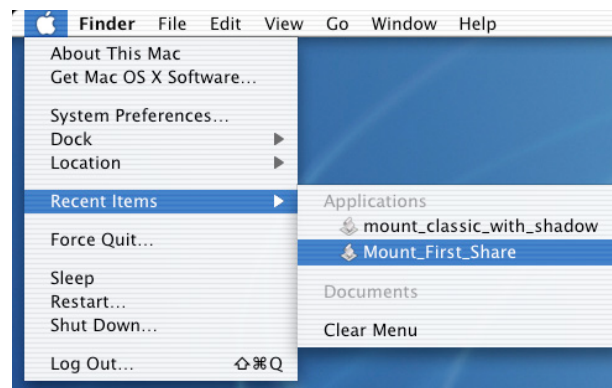 Finder File Edit View Go Window Help
About This Mac
Get Mac OS X Software...
System Preferences...
Dock
Location
Recent Items
Force Quit...
Sleep
Restart...
Shut Down...
Log Out... ⇧⌘Q
Applications
mount_classic_with_shadow
Mount_First_Share
Documents
Clear Menu